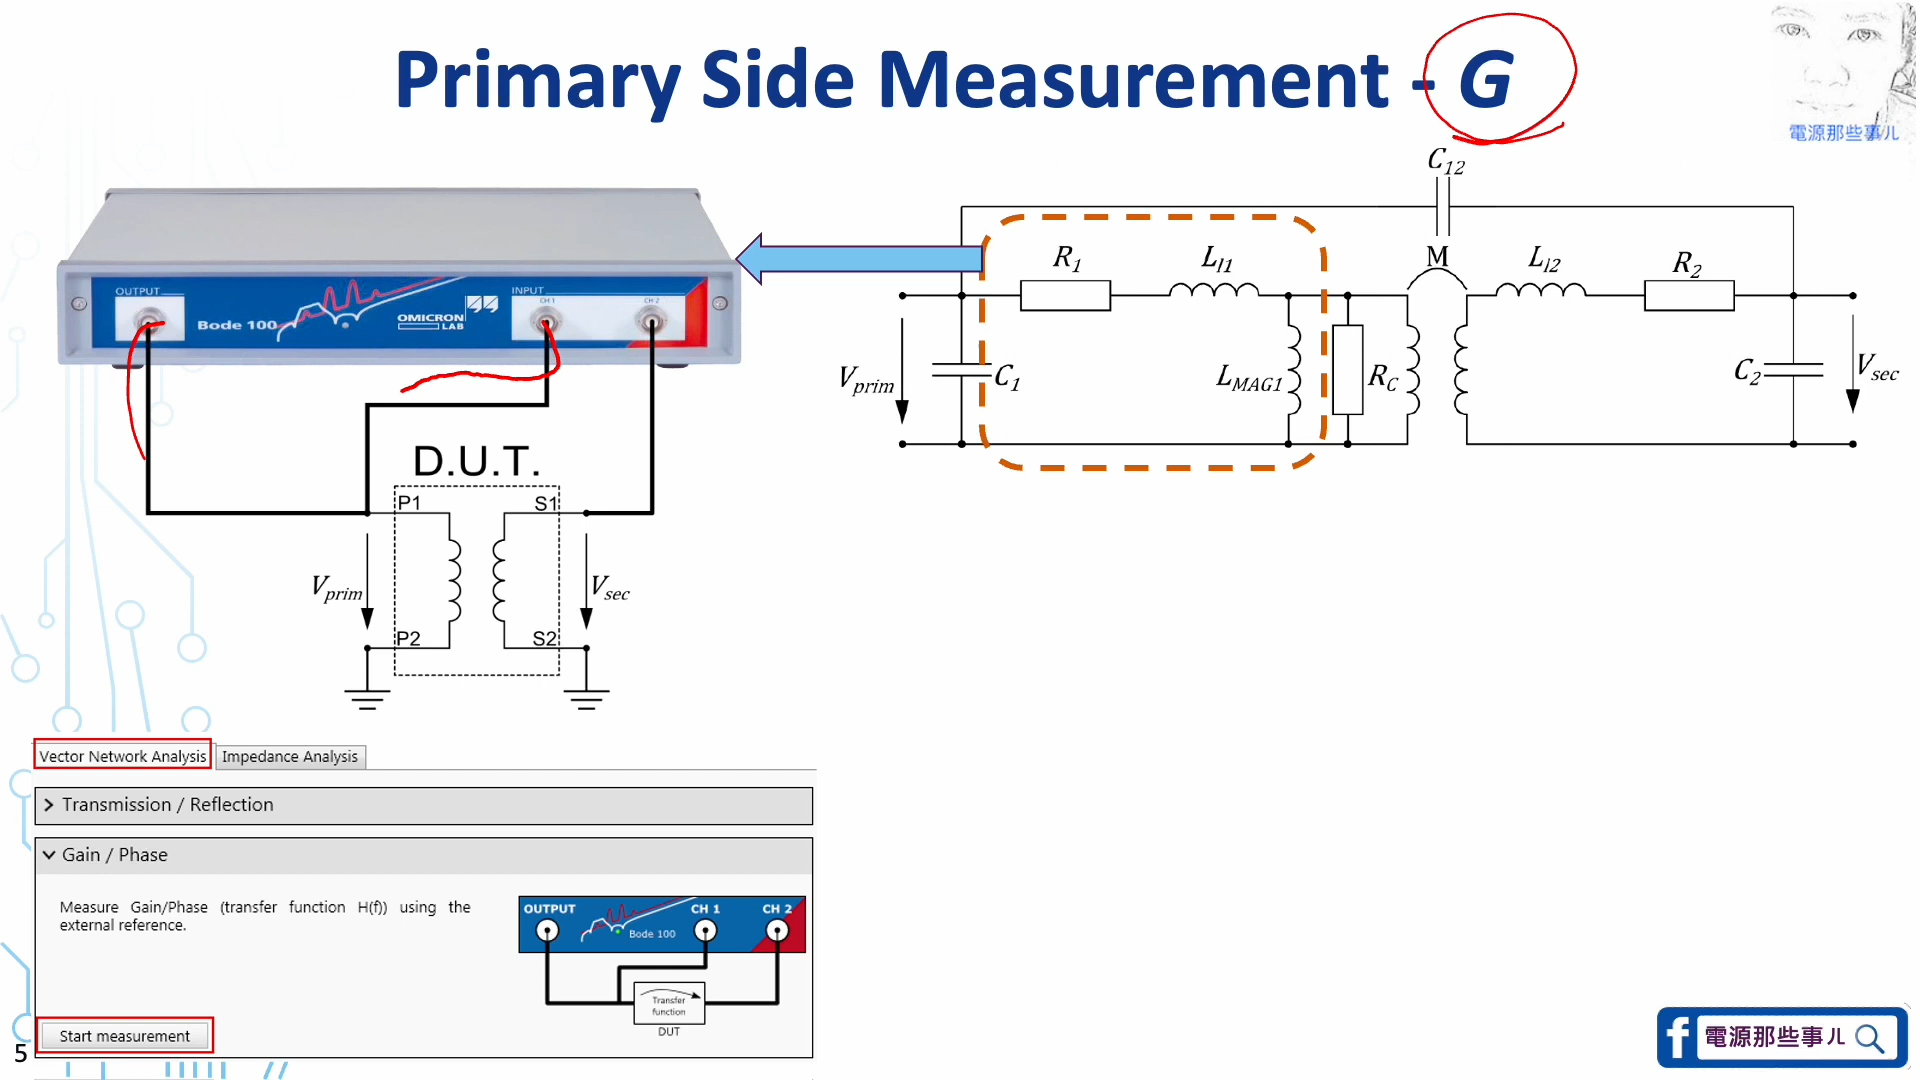 Primary Side Measurement - G
電源那些事儿
OUTPUT
INPUT
CH 1
CH 2
Bode 100
OMICRON
LAB
D.U.T.
P1
S1
Vprim
Vsec
P2
S2
C12
R1
Ll1
M
Ll2
R2
Vprim
C1
LMAG1
RC
C2
Vsec
Vector Network Analysis
Impedance Analysis
Transmission / Reflection
Gain / Phase
Measure Gain/Phase (transfer function H(f)) using the
external reference.
OUTPUT
CH 1
CH 2
Bode 100
Transfer
function
DUT
Start measurement
5
f 電源那些事儿